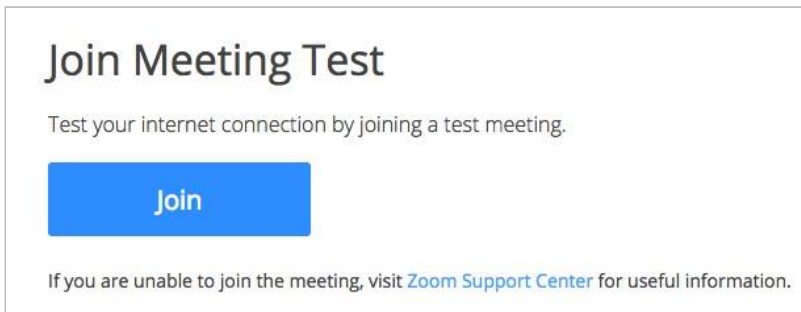 Join Meeting Test
Test your internet connection by joining a test meeting.
Join
If you are unable to join the meeting, visit Zoom Support Center for useful information.